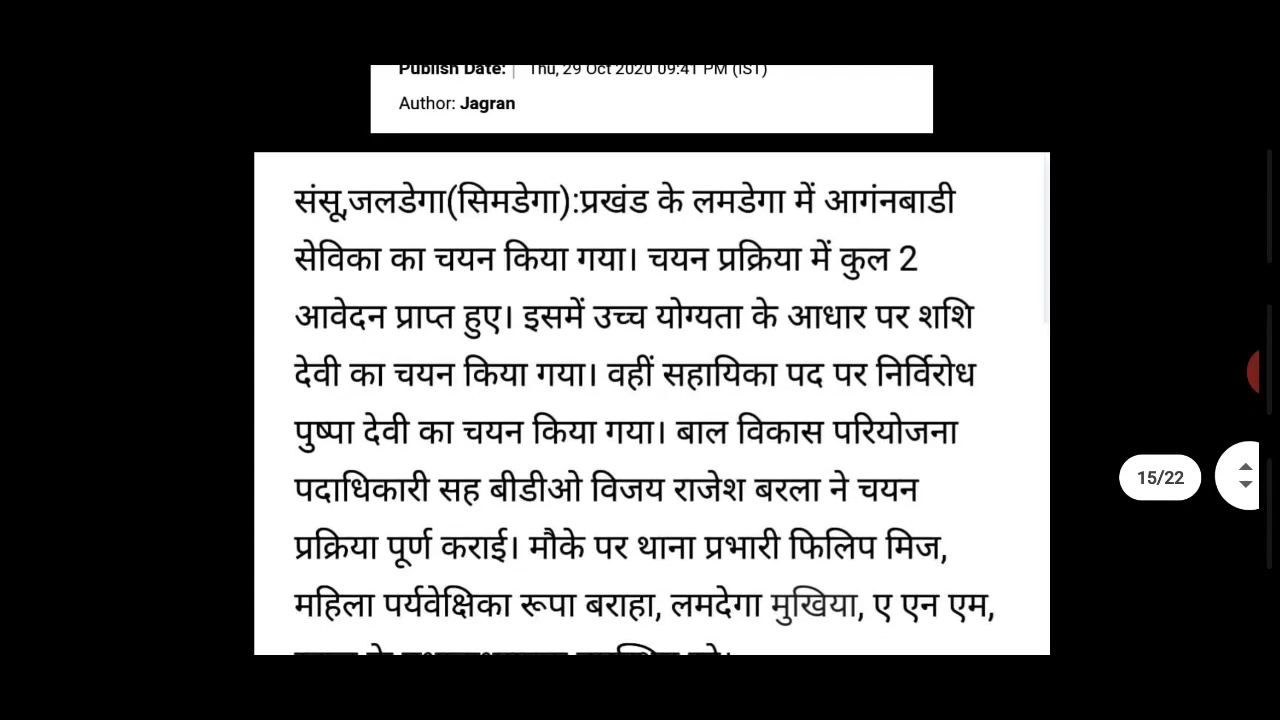 Publish Date: | Thu, 29 Oct 2020 09:41 PM (IST)
Author: Jagran
संसू,जलडेगा(सिमडेगा):प्रखंड के लमडेगा में आगंनबाडी
सेविका का चयन किया गया। चयन प्रक्रिया में कुल 2
आवेदन प्राप्त हुए। इसमें उच्च योग्यता के आधार पर शशि
देवी का चयन किया गया। वहीं सहायिका पद पर निर्विरोध
पुष्पा देवी का चयन किया गया। बाल विकास परियोजना
पदाधिकारी सह बीडीओ विजय राजेश बरला ने चयन
प्रक्रिया पूर्ण कराई। मौके पर थाना प्रभारी फिलिप मिज,
महिला पर्यवेक्षिका रूपा बराहा, लमदेगा मुखिया, ए एन एम,
15/22